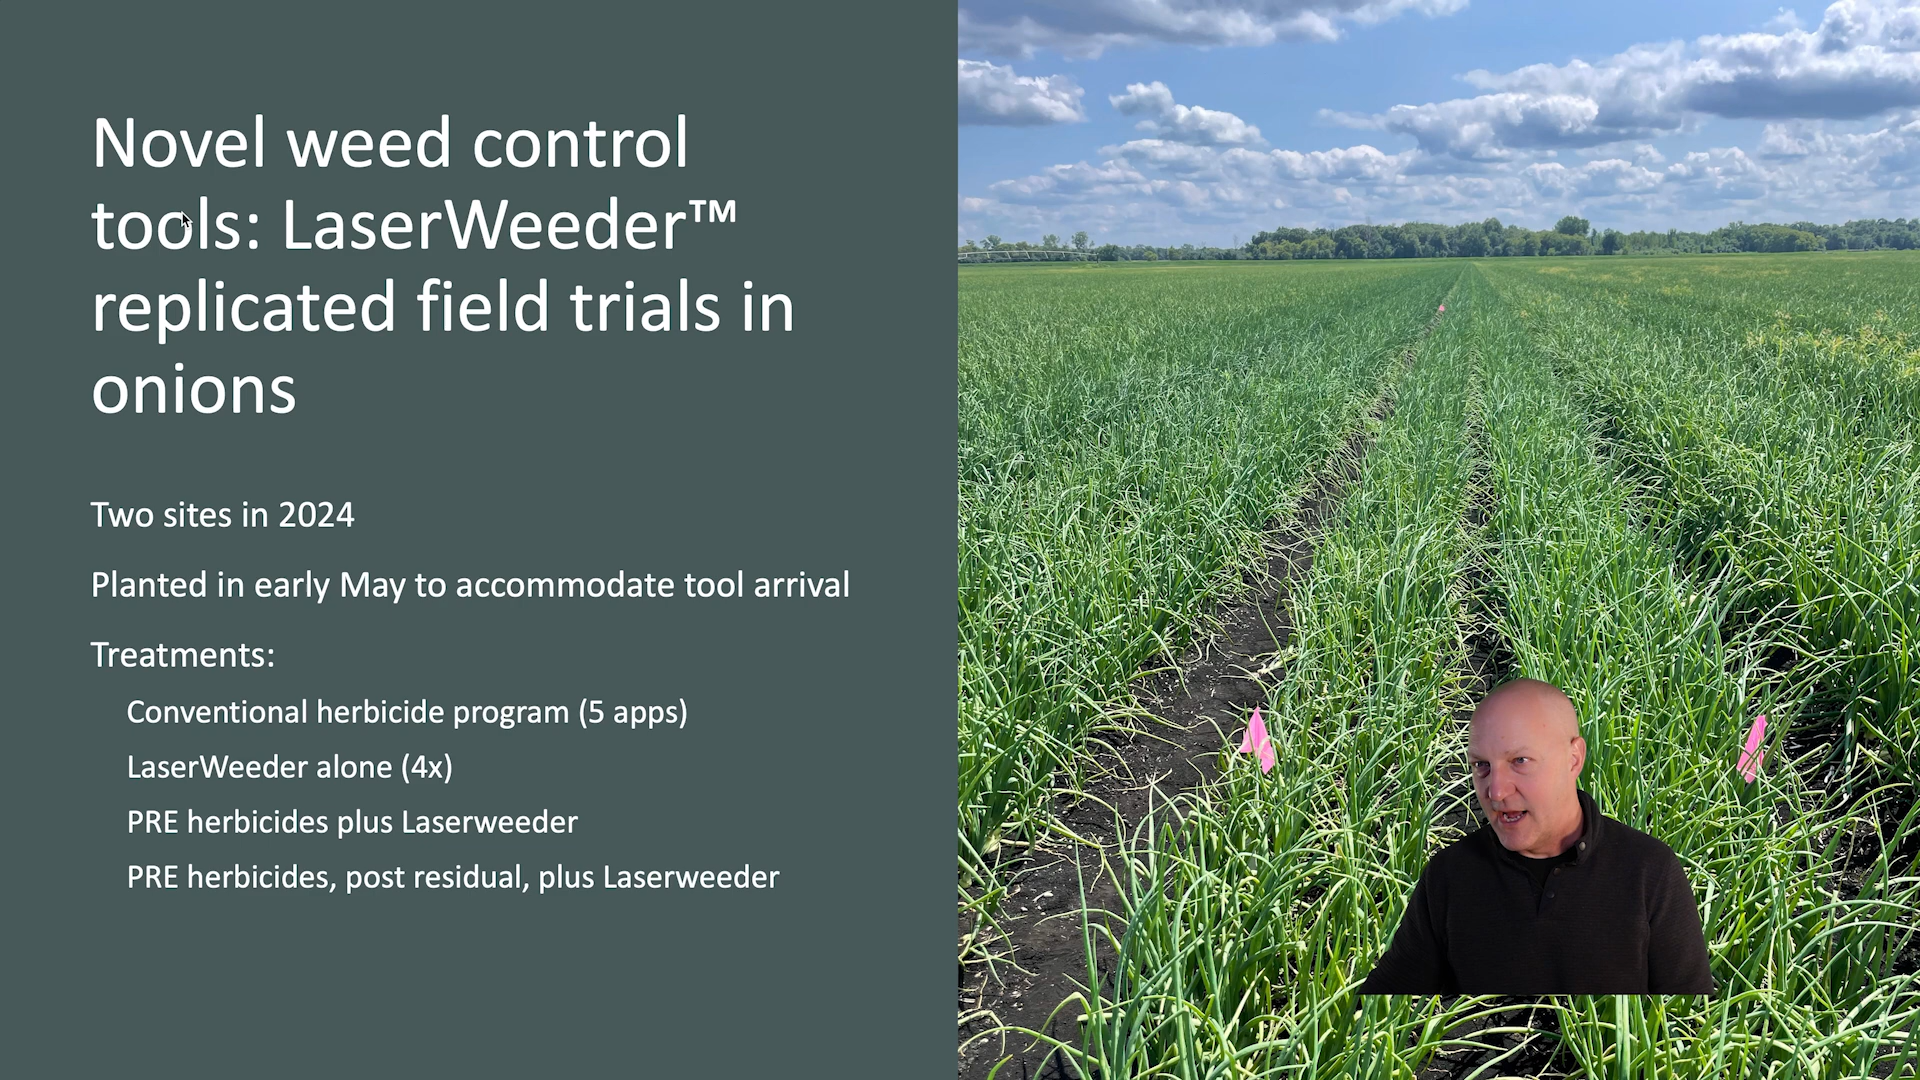 Novel weed control
tools: LaserWeeder™
replicated field trials in
onions
Two sites in 2024
Planted in early May to accommodate tool arrival
Treatments:
Conventional herbicide program (5 apps)
LaserWeeder alone (4x)
PRE herbicides plus Laserweeder
PRE herbicides, post residual, plus Laserweeder